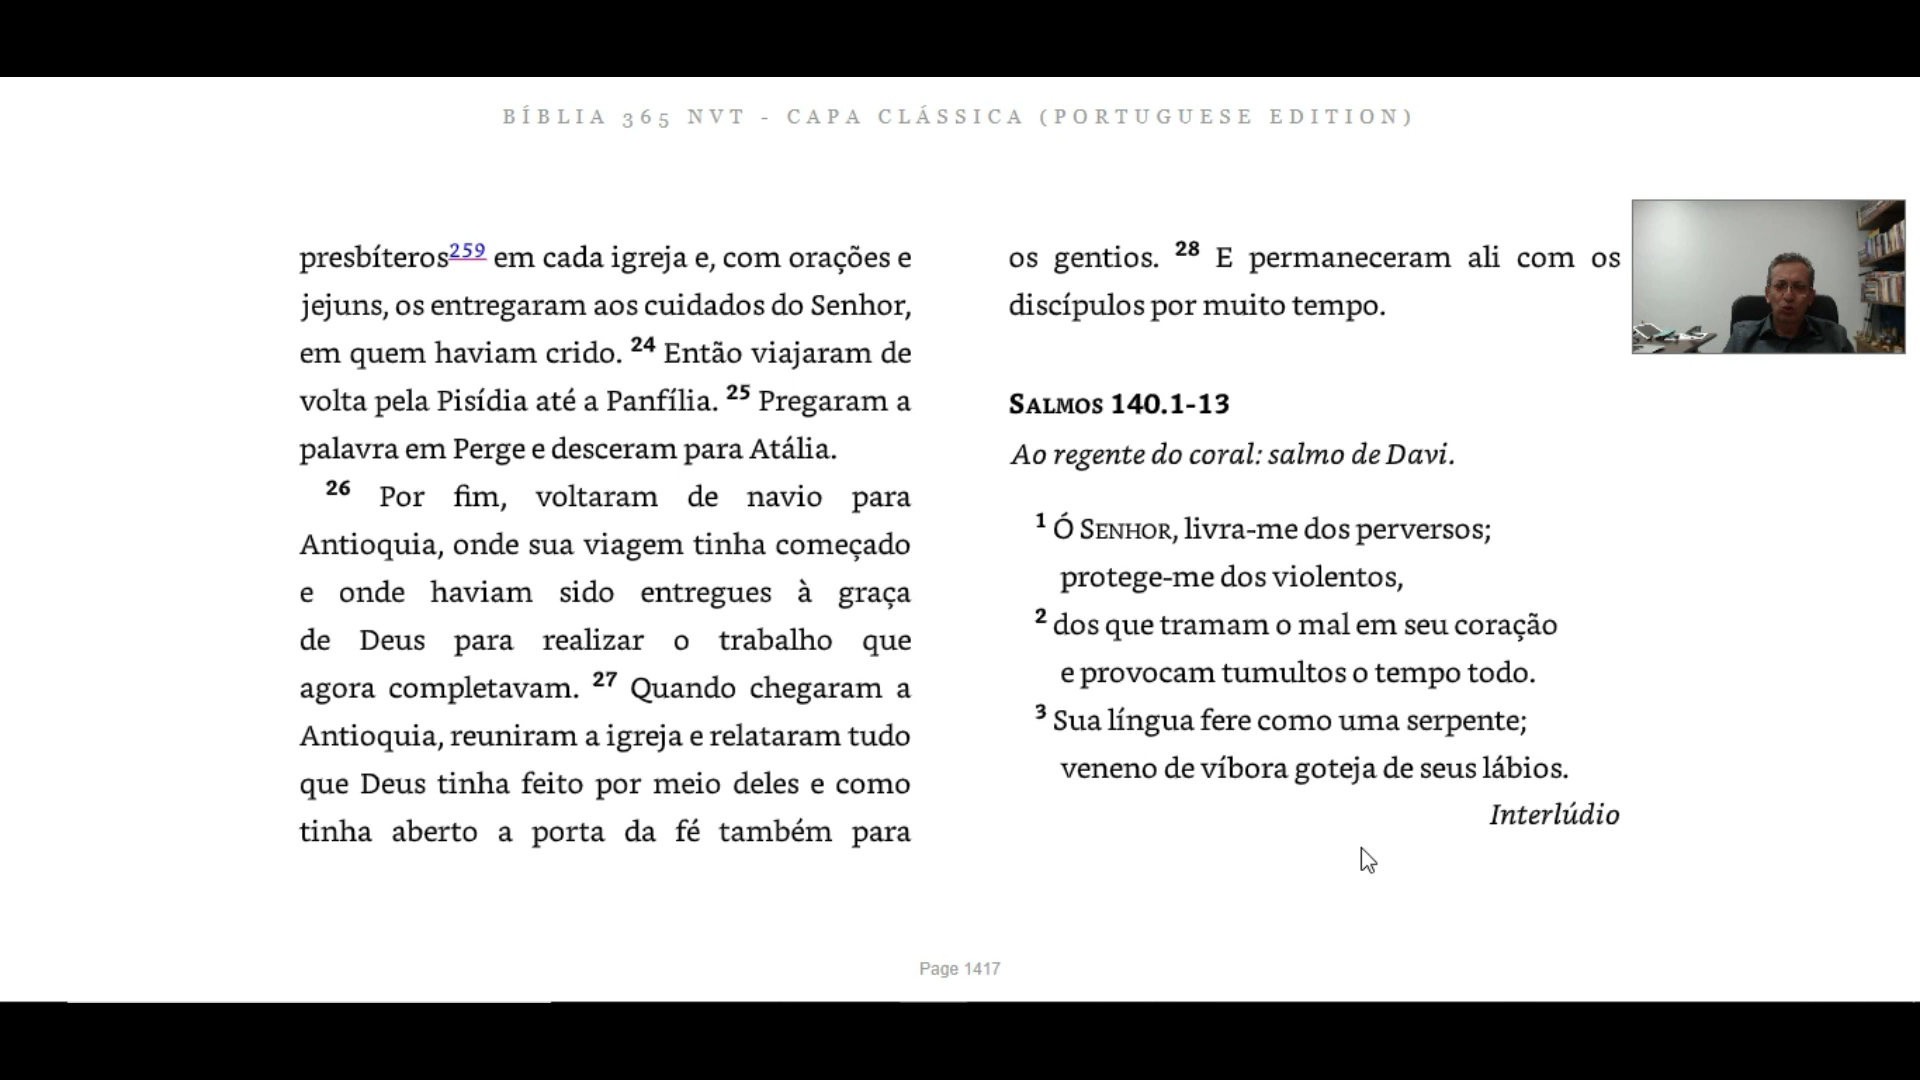 BÍBLIA 365 NVT - CAPA CLÁSSICA (PORTUGUESE EDITION)
presbíteros259 em cada igreja e, com orações e
jejuns, os entregaram aos cuidados do Senhor,
em quem haviam crido. 24 Então viajaram de
volta pela Pisídia até a Panfília. 25 Pregaram a
palavra em Perge e desceram para Atália.
26 Por fim, voltaram de navio para
Antioquia, onde sua viagem tinha começado
e onde haviam sido entregues à graça
de Deus para realizar o trabalho que
agora completavam. 27 Quando chegaram a
Antioquia, reuniram a igreja e relataram tudo
que Deus tinha feito por meio deles e como
tinha aberto a porta da fé também para
os gentios. 28 E permaneceram ali com os
discípulos por muito tempo.
SALMOS 140.1-13
Ao regente do coral: salmo de Davi.
1 Ó SENHOR, livra-me dos perversos;
protege-me dos violentos,
2 dos que tramam o mal em seu coração
e provocam tumultos o tempo todo.
3 Sua língua fere como uma serpente;
veneno de víbora goteja de seus lábios.
Interlúdio
Page 1417